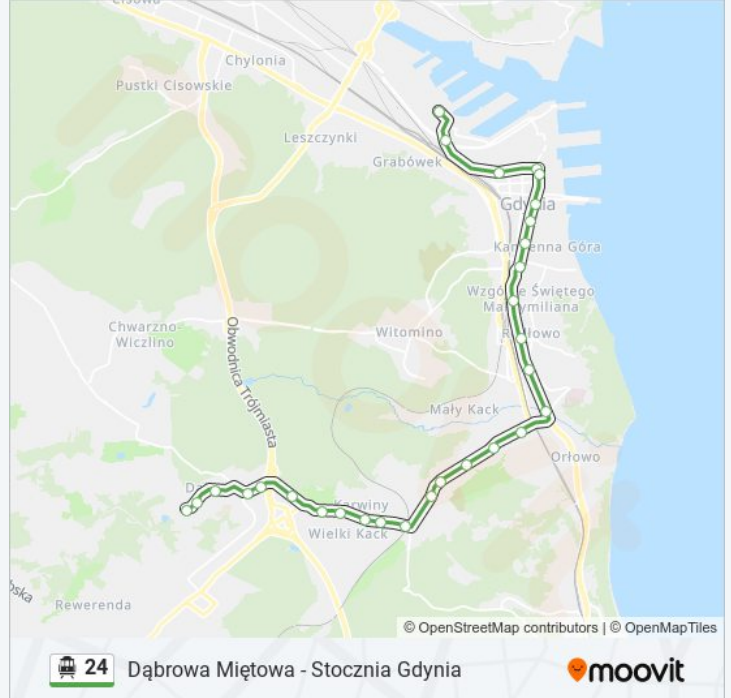 Cisowa
Chylonia
Pustki Cisowskie
Leszczynki
Grabówek
Gdynia
Kamienna Góra
Wzgórze Świętego
Maksymiliana
Chwarzno
Wiczlino
Witomino
Redłowo
Obwodnica Trójmiasta
Mały Kack
Orłowo
Karwiny
Wielki Kack
Rewerenda
© OpenStreetMap contributors | © OpenMapTiles
24 Dąbrowa Miętowa - Stocznia Gdynia
moovit